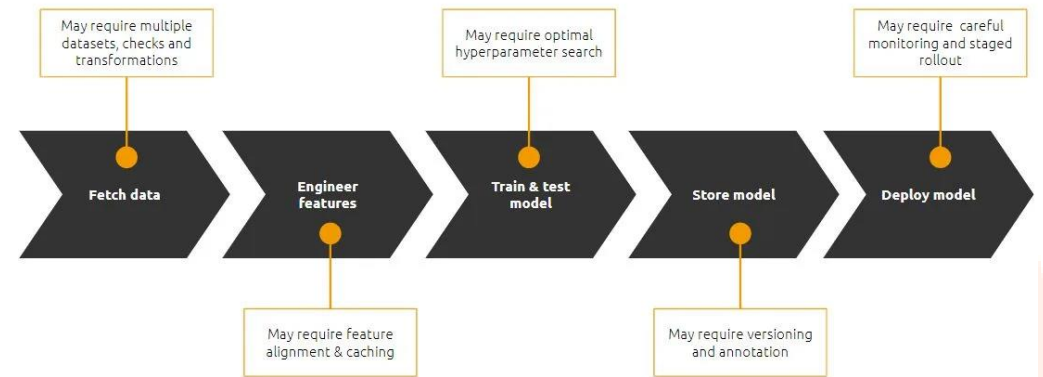 May require multiple
datasets, checks and
transformations
May require optimal
hyperparameter search
May require careful
monitoring and staged
rollout
Fetch data
Engineer
features
Train & test
model
Store model
Deploy model
May require feature
alignment & caching
May require versioning
and annotation